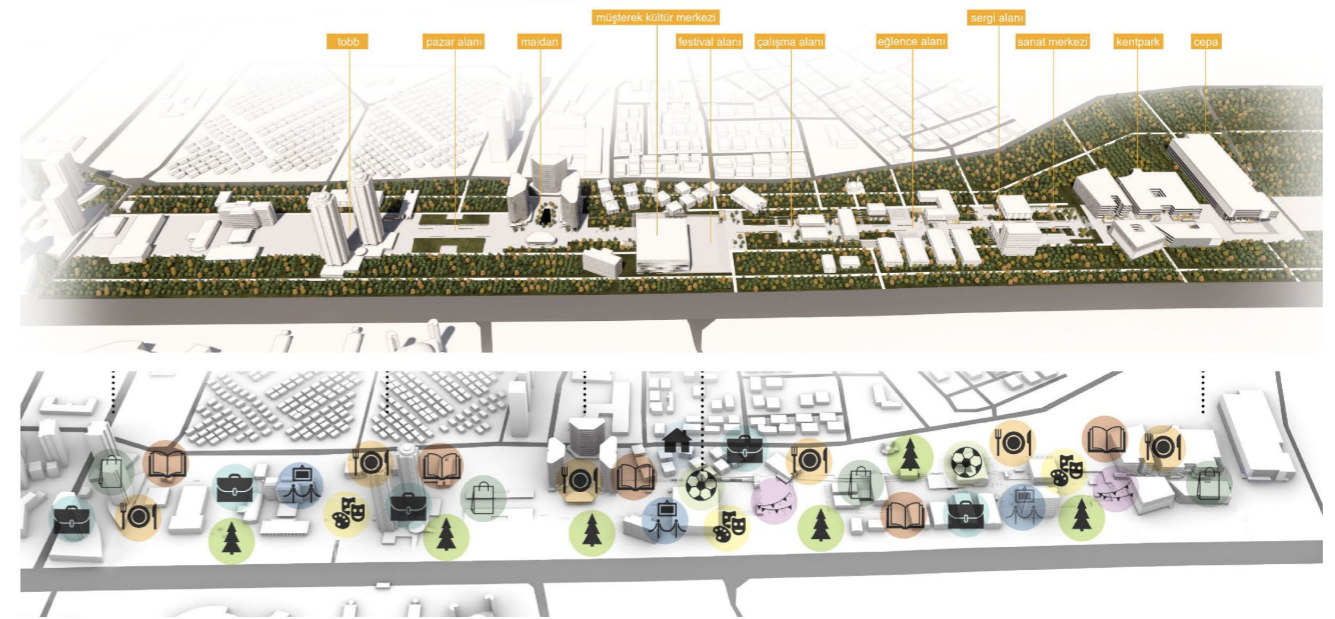 müşterek kültür merkezi
sergi alanı
tobb
pazar alanı
maidan
festival alanı
çalışma alanı
eğlence alanı
sanat merkezi
kentpark
cepa